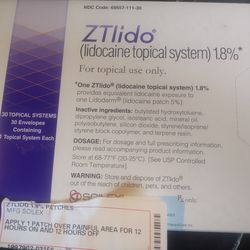 NDC Code: 69557-111-30
ZTlido®
(lidocaine topical system) 1.8%*
For topical use only.
*One ZTlido® (lidocaine topical system) 1.8%
provides equivalent lidocaine exposure to
one Lidoderm® (lidocaine patch 5%).
Inactive ingredients: butylated hydroxytoluene,
dipropylene glycol, isostearic acid, mineral oil,
polyisobutylene, silicone dioxide, styrene/isoprene/
styrene block copolymer, and terpene resin.
30 TOPICAL SYSTEMS
30 Envelopes
Containing
Topical System Each
DOSAGE: For dosage and full prescribing information,
please read accompanying product information.
Store at 68-77°F (20-25°C). [See USP Controlled
Room Temperature.]
WARNING: Store and dispose of ZTlido®
out of the reach of children, pets, and others.
Rx only
PATCHES
MFG SOLEX
APPLY 1 PATCH OVER PAINFUL AREA FOR 12
HOURS ON AND 12 HOURS OFF